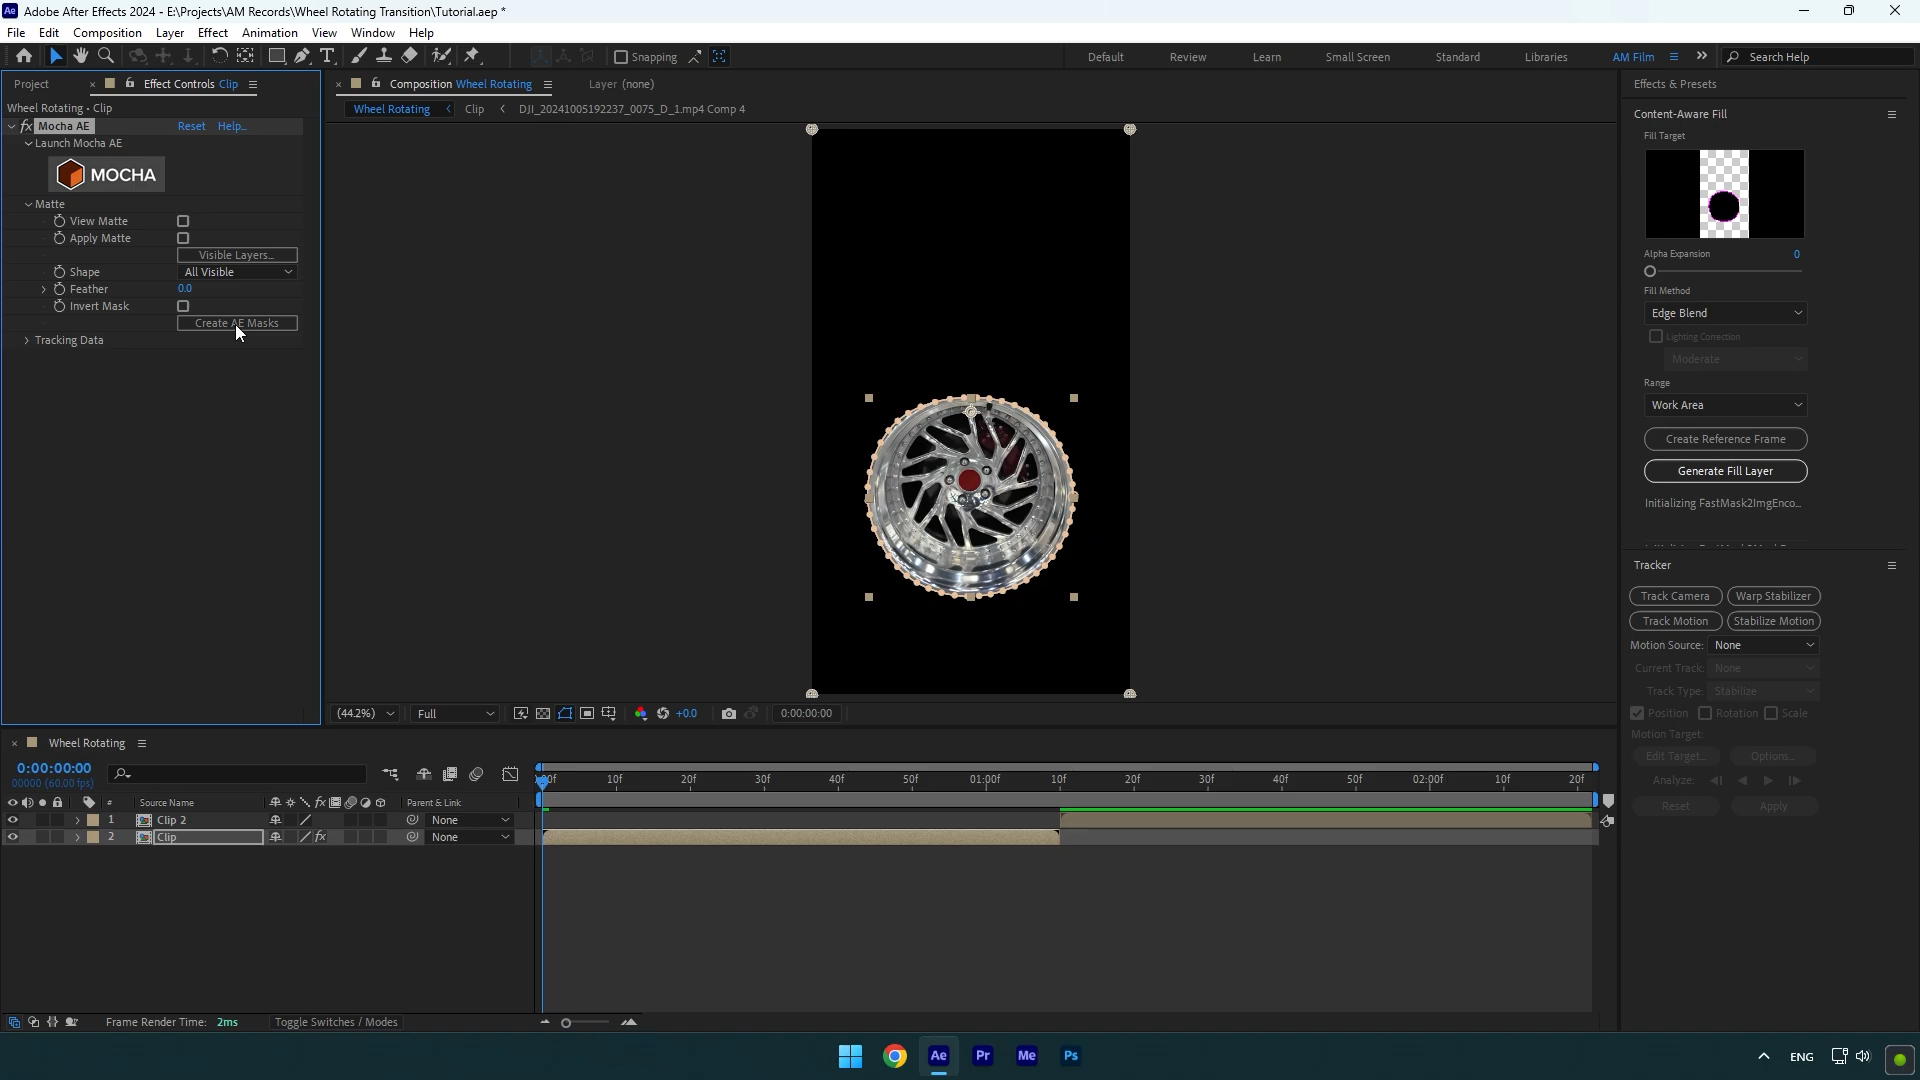 Adobe After Effects 2024 - E:\Projects\AM Records\Wheel Rotating Transition\Tutorial.aep *
File Edit Composition Layer Effect Animation View Window Help
Snapping
Default Review Learn Small Screen Standard Libraries AM Film Search Help
Project Effect Controls Clip
Composition Wheel Rotating Layer (none)
Effects & Presets
Wheel Rotating • Clip
Wheel Rotating Clip DJI_20241005192237_0075_D_1.mp4 Comp 4
Content-Aware Fill
fx Mocha AE Reset Help...
Fill Target
Launch Mocha AE
MOCHA
Matte
View Matte
Apply Matte
Visible Layers...
Shape All Visible
Feather 0.0
Invert Mask
Create AE Masks
Tracking Data
Alpha Expansion 0
Fill Method
Edge Blend
Lighting Correction
Moderate
Range
Work Area
Create Reference Frame
Generate Fill Layer
Initializing FastMask2ImgEnco...
Tracker
Track Camera Warp Stabilizer
Track Motion Stabilize Motion
Motion Source: None
Current Track: None
Track Type: Stabilize
Position Rotation Scale
Motion Target:
Edit Target... Options...
Analyze:
Reset Apply
(44.2%) Full +0.0 0:00:00:00
Wheel Rotating
0:00:00:00
00000 (60.00 fps)
10f 20f 30f 40f 50f 01:00f 10f 20f 30f 40f 50f 02:00f 10f 20f
# Source Name Parent & Link
1 Clip 2 None
2 Clip fx None
Frame Render Time: 2ms Toggle Switches / Modes
Ae Pr Me Ps ENG